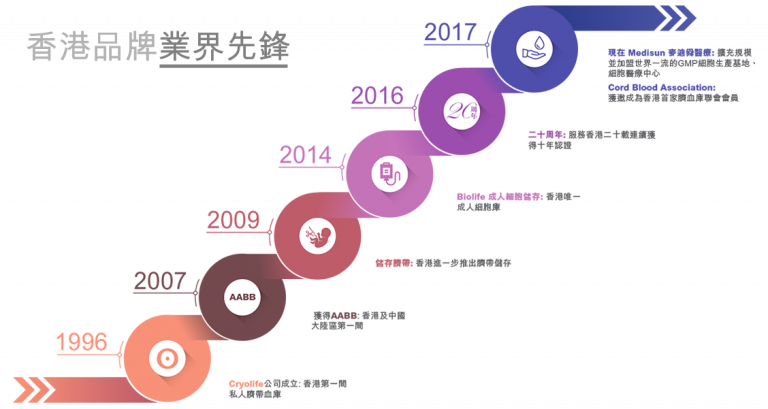 香港品牌業界先鋒
2017
現在 Medisun 麥迪舜醫療: 擴充規模
並加盟世界一流的GMP細胞生產基地、
細胞醫療中心
Cord Blood Association:
獲邀成為香港首家臍血庫聯會會員
2016
20周年
二十周年: 服務香港二十載連續獲
得十年認證
2014
Biolife 成人細胞儲存: 香港唯一
成人細胞庫
2009
儲存臍帶: 香港進一步推出臍帶儲存
2007
AABB
獲得AABB: 香港及中國
大陸區第一間
1996
Cryolife公司成立: 香港第一間
私人臍帶血庫